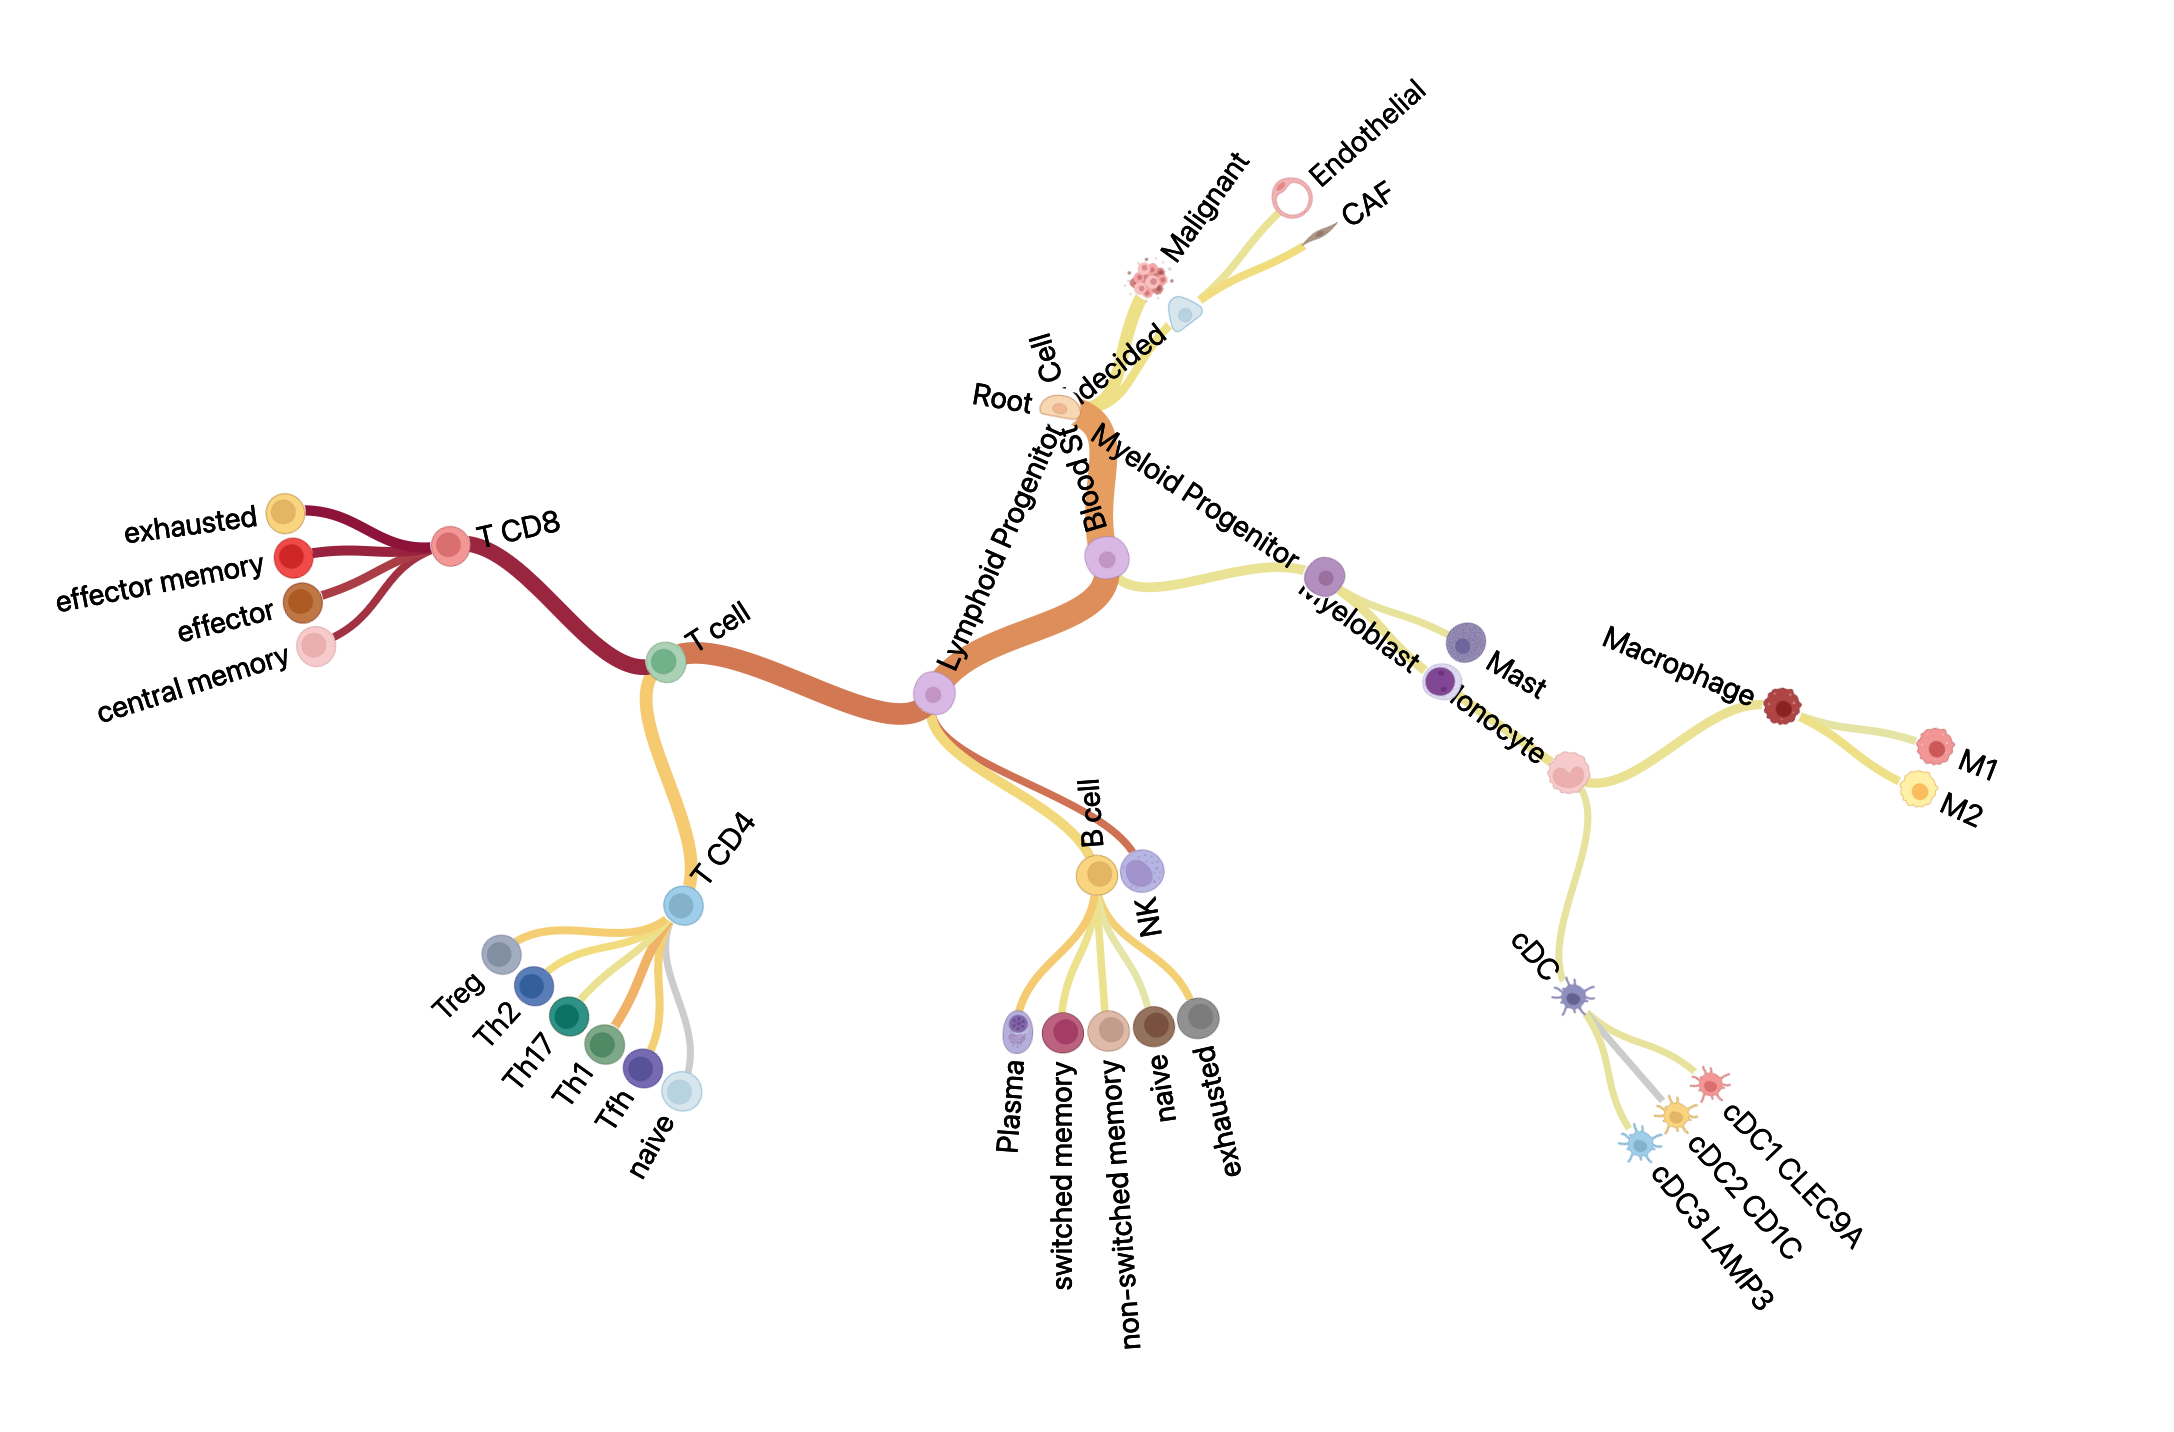 Endothelial
Malignant
CAF
decided
Cell
Root
Blood St
Myeloid Progenitor
Lymphoid Progenitor
T CD8
exhausted
effector memory
effector
central memory
T cell
Myeloblast
Mast
Macrophage
onocyte
M1
M2
B cell
T CD4
NK
cDC
Treg
Th2
Th17
Th1
Tfh
naive
Plasma
switched memory
non-switched memory
naive
exhausted
cDC1 CLEC9A
cDC2 CD1C
cDC3 LAMP3